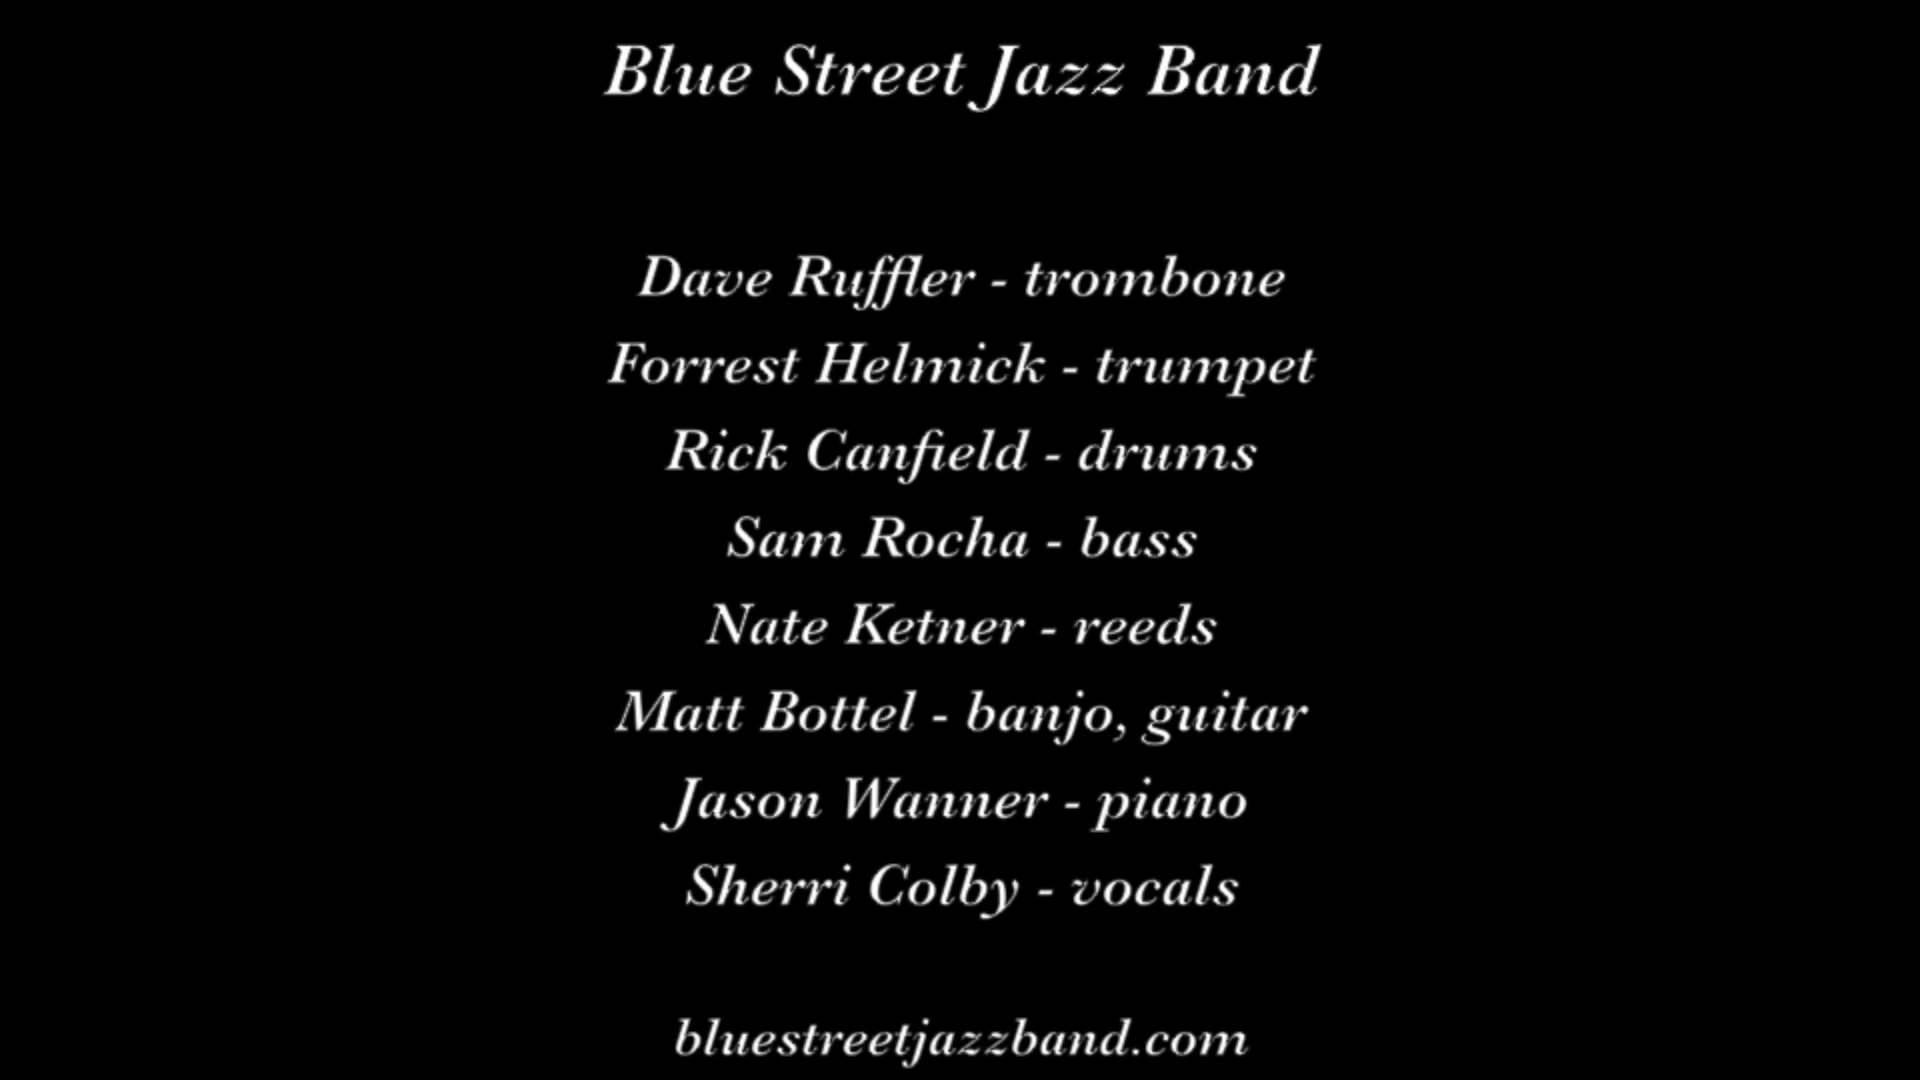 Blue Street Jazz Band
Dave Ruffler - trombone
Forrest Helmick - trumpet
Rick Canfield - drums
Sam Rocha - bass
Nate Ketner - reeds
Matt Bottel - banjo, guitar
Jason Wanner - piano
Sherri Colby - vocals
bluestreetjazzband.com